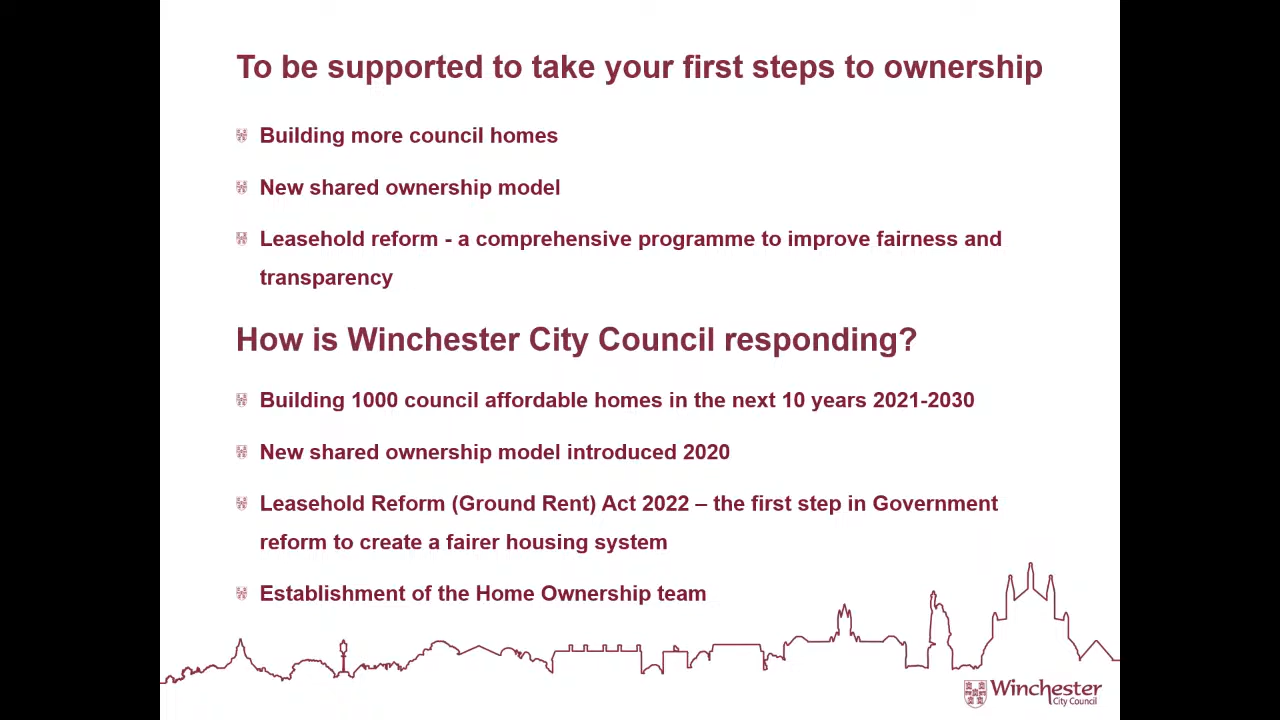 To be supported to take your first steps to ownership
Building more council homes
New shared ownership model
Leasehold reform - a comprehensive programme to improve fairness and
transparency
How is Winchester City Council responding?
Building 1000 council affordable homes in the next 10 years 2021-2030
New shared ownership model introduced 2020
Leasehold Reform (Ground Rent) Act 2022 – the first step in Government
reform to create a fairer housing system
Establishment of the Home Ownership team
Winchester
City Council